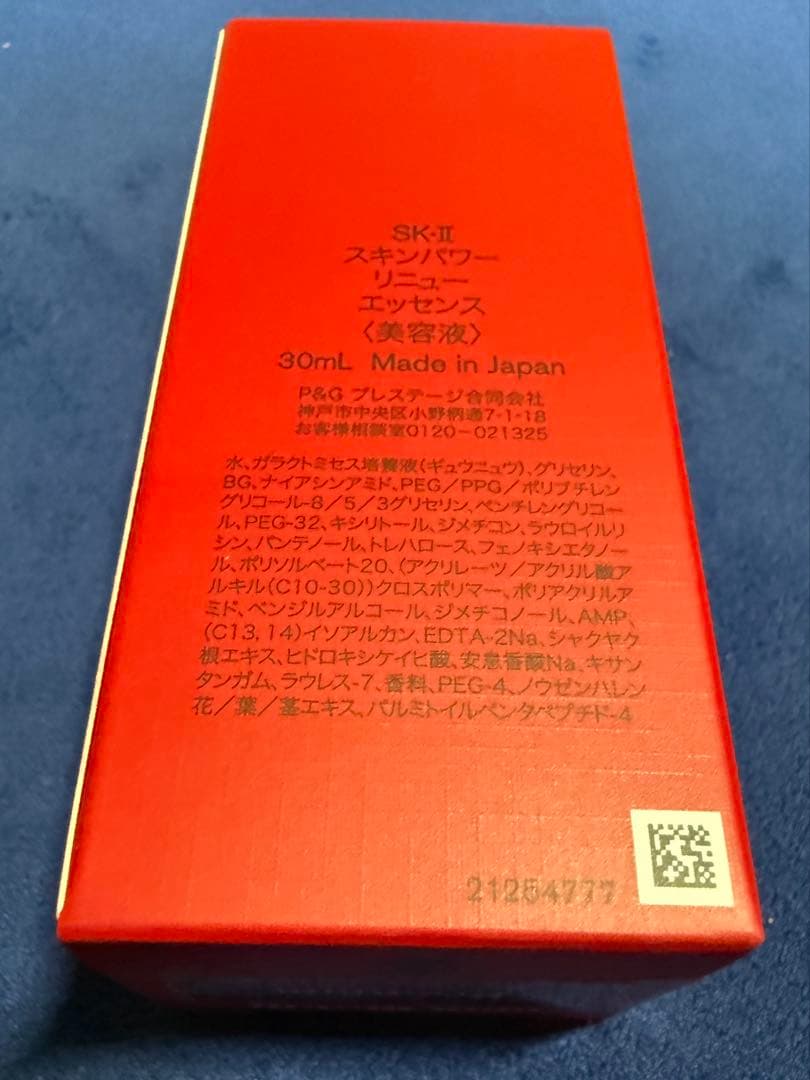 SK-II
スキンパワー
リニュー
エッセンス
〈美容液〉
30mL Made in Japan
P&G プレステージ合同会社
神戸市中央区小野柄通7-1-18
お客様相談室0120-021325
水、ガラクトミセス培養液(ギュウニュウ)、グリセリン、
BG、ナイアシンアミド、PEG/PPG/ポリブチレン
グリコール-8/5/3グリセリン、ペンチレングリコー
ル、PEG-32、キシリトール、ジメチコン、ラウロイルリ
シン、パンテノール、トレハロース、フェノキシエタノー
ル、ポリソルベート20、(アクリレーツ/アクリル酸ア
ルキル(C10-30))クロスポリマー、ポリアクリルア
ミド、ベンジルアルコール、ジメチコノール、AMP、
(C13,14)イソアルカン、EDTA-2Na、シャクヤク
根エキス、ヒドロキシケイヒ酸、安息香酸Na、キサン
タンガム、ラウレス-7、香料、PEG-4、ノウゼンハレン
花/葉/茎エキス、パルミトイルペンタペプチド-4
21254777